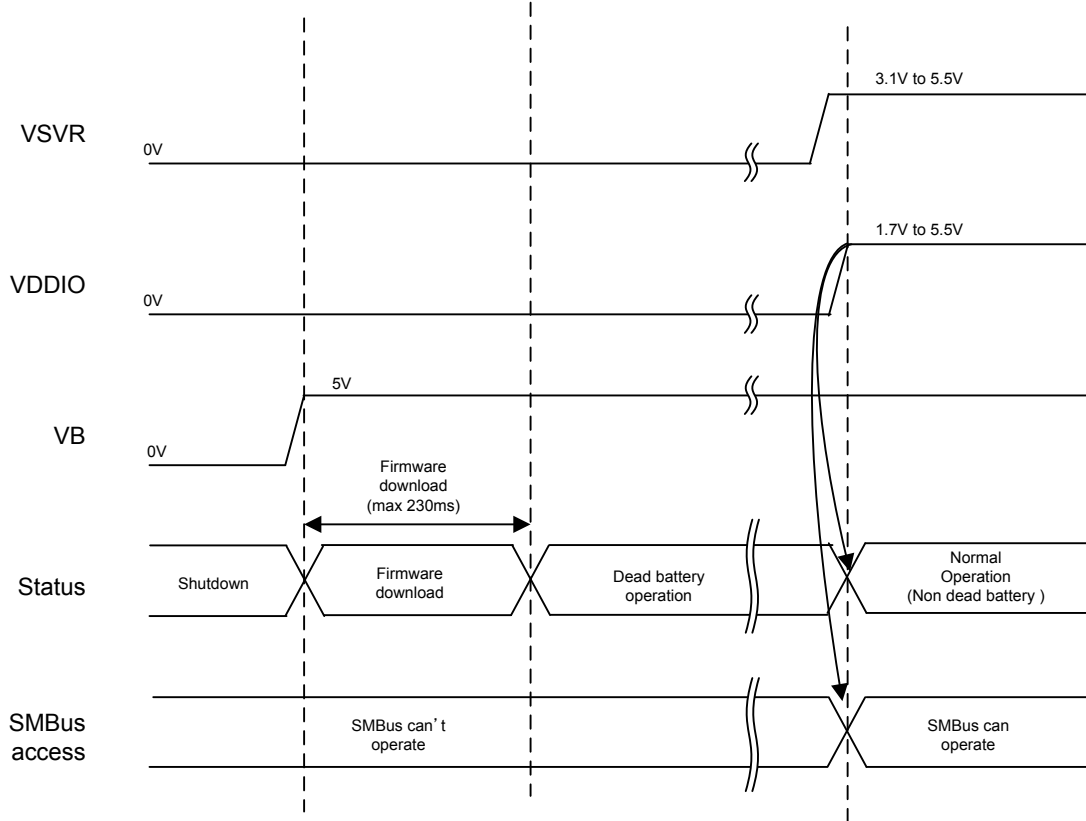 3.1V to 5.5V
VSVR
0V
1.7V to 5.5V
VDDIO
0V
5V
VB
0V
Firmware
download
(max 230ms)
Status
Shutdown
Firmware
download
Dead battery
operation
Normal
Operation
(Non dead battery )
SMBus
access
SMBus can't
operate
SMBus can
operate